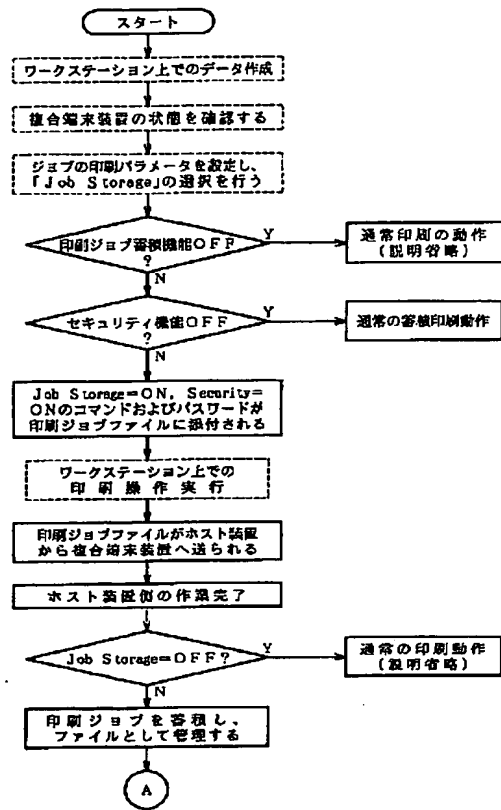 スタート
ワークステーション上でのデータ作成
複合端末装置の状態を確認する
ジョブの印刷パラメータを設定し、
「Job Storage」の選択を行う
印刷ジョブ蓄積機能OFF
?
Y
通常印刷の動作
(説明省略)
N
セキュリティ機能OFF
?
Y
通常の蓄積印刷動作
N
Job Storage=ON, Security=
ONのコマンドおよびパスワードが
印刷ジョブファイルに添付される
ワークステーション上での
印刷操作実行
印刷ジョブファイルがホスト装置
から複合端末装置へ送られる
ホスト装置側の作業完了
Job Storage=OFF?
Y
通常の印刷動作
(説明省略)
N
印刷ジョブを蓄積し、
ファイルとして管理する
A